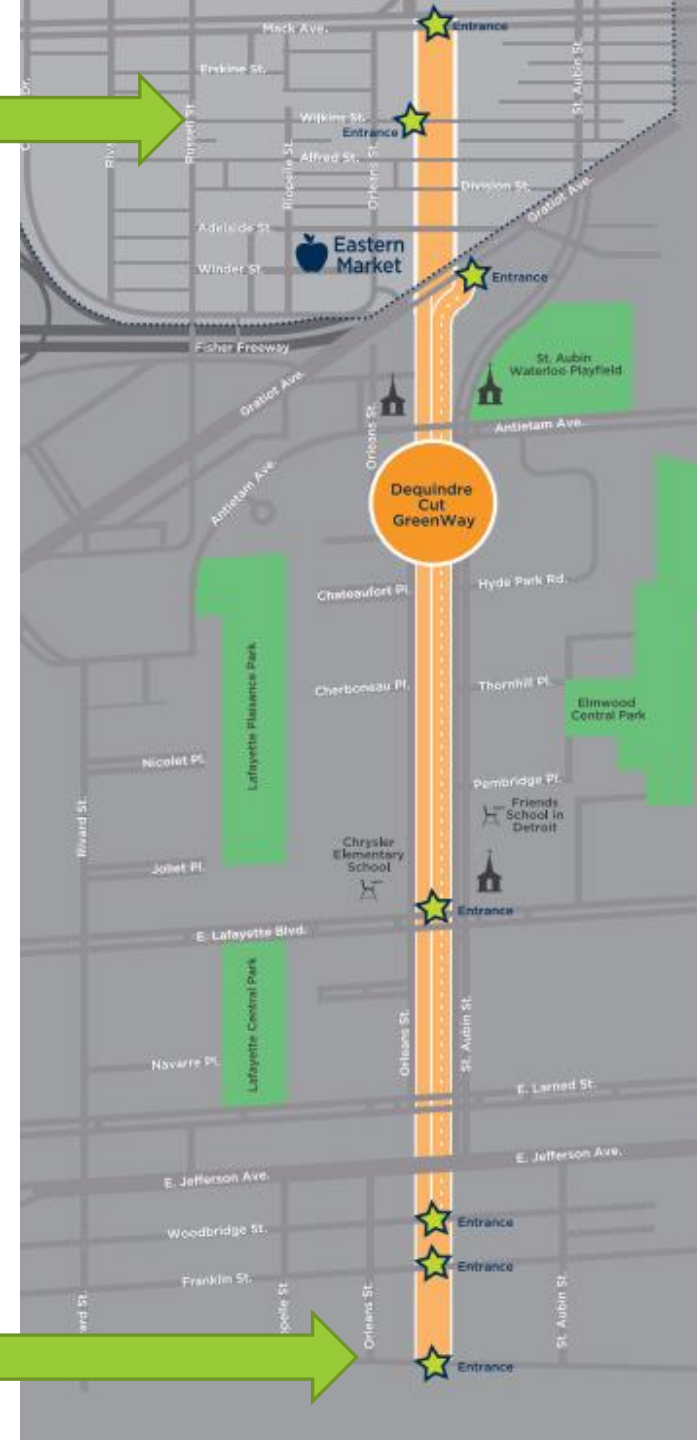 Mack Ave.
Entrance
Erskine St.
St. Aubin St.
Russell St.
Wilkins St.
Entrance
Alfred St.
Orleans St.
Division St.
Gratiot Ave.
Adelaide St.
Eastern
Market
Winder St.
Entrance
Fisher Freeway
St. Aubin
Waterloo Playfield
Gratiot Ave.
Orleans St.
Antietam Ave.
Antietam Ave.
Dequindre
Cut
GreenWay
Chateaufort Pl.
Hyde Park Rd.
Lafayette Plaisance Park
Cherboneau Pl.
Thornhill Pl.
Elmwood
Central Park
Nicolet Pl.
Pembridge Pl.
Rivard St.
Friends
School in
Detroit
Chrysler
Elementary
School
Joliet Pl.
Entrance
E. Lafayette Blvd.
Lafayette Central Park
Orleans St.
St. Aubin St.
Navarre Pl.
E. Larned St.
E. Jefferson Ave.
E. Jefferson Ave.
Woodbridge St.
Entrance
Franklin St.
Entrance
Orleans St.
St. Aubin St.
Entrance